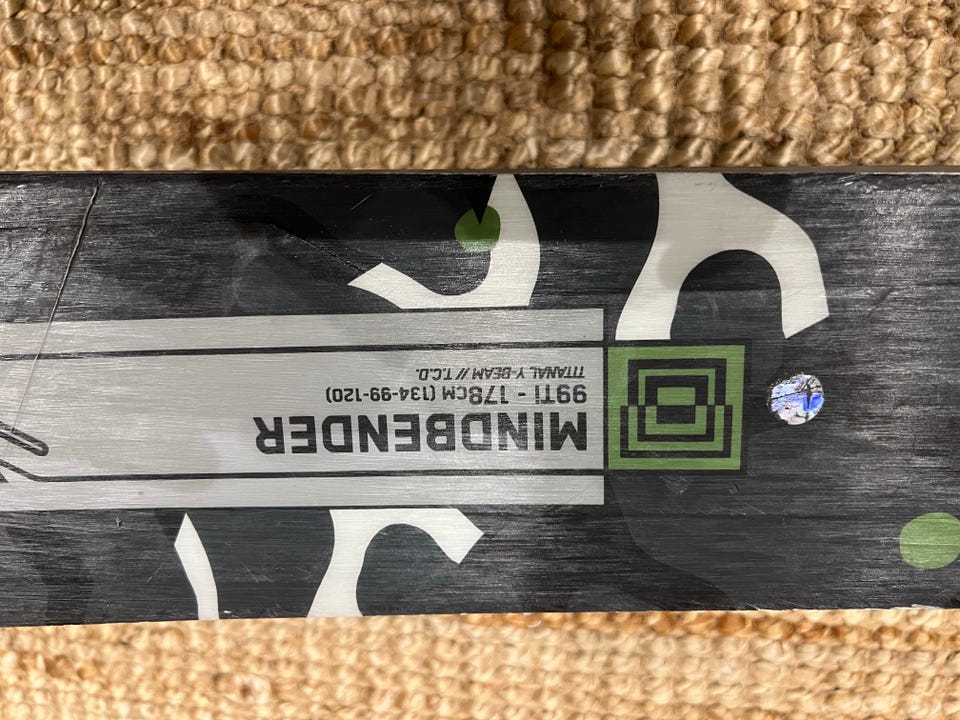 MINDBENDER
99Ti - 178cm (134-99-120)
TITANAL Y-BEAM // T.C.D.